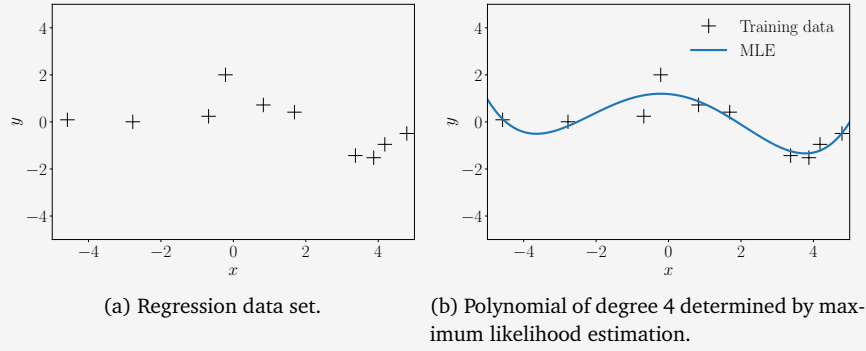 4
2
0
−2
−4
y
−4
−2
0
2
4
x
(a) Regression data set.
4
2
0
−2
−4
y
−4
−2
0
2
4
x
Training data
MLE
(b) Polynomial of degree 4 determined by max-
imum likelihood estimation.